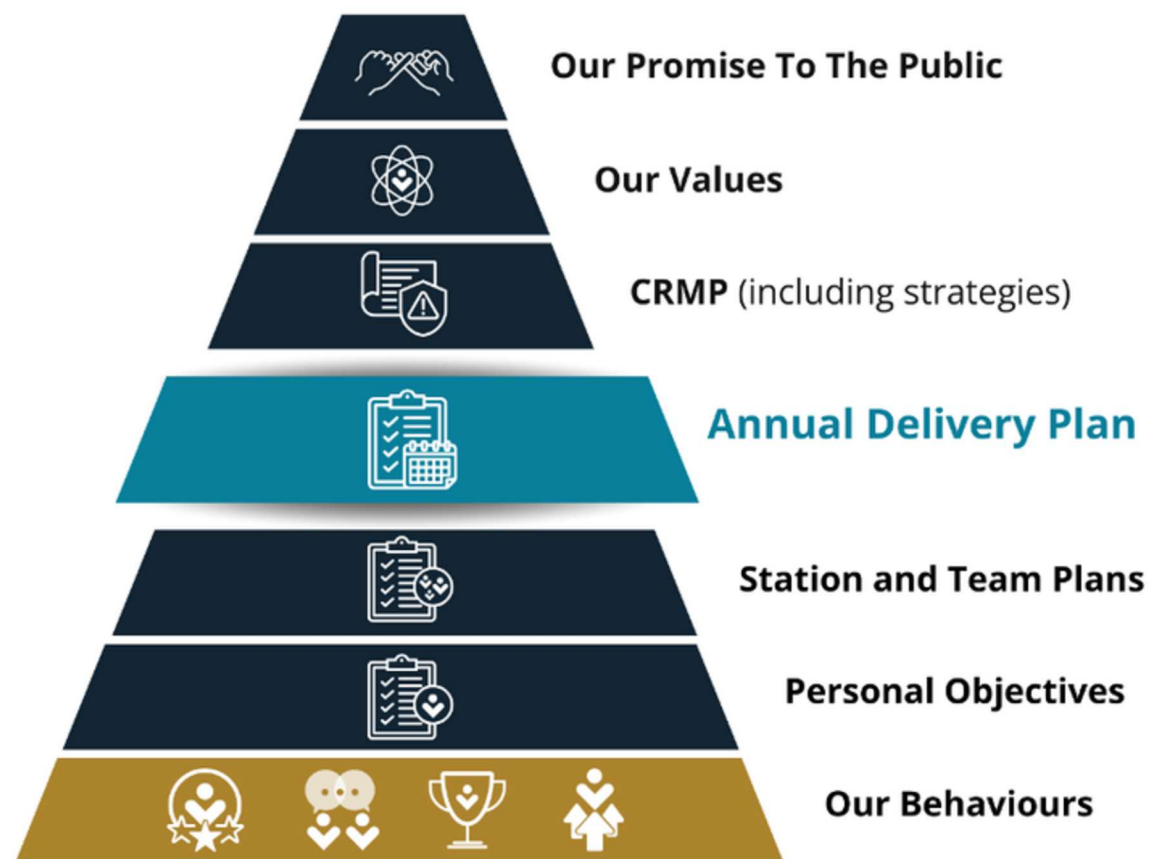 Our Promise To The Public
Our Values
CRMP (including strategies)
Annual Delivery Plan
Station and Team Plans
Personal Objectives
Our Behaviours